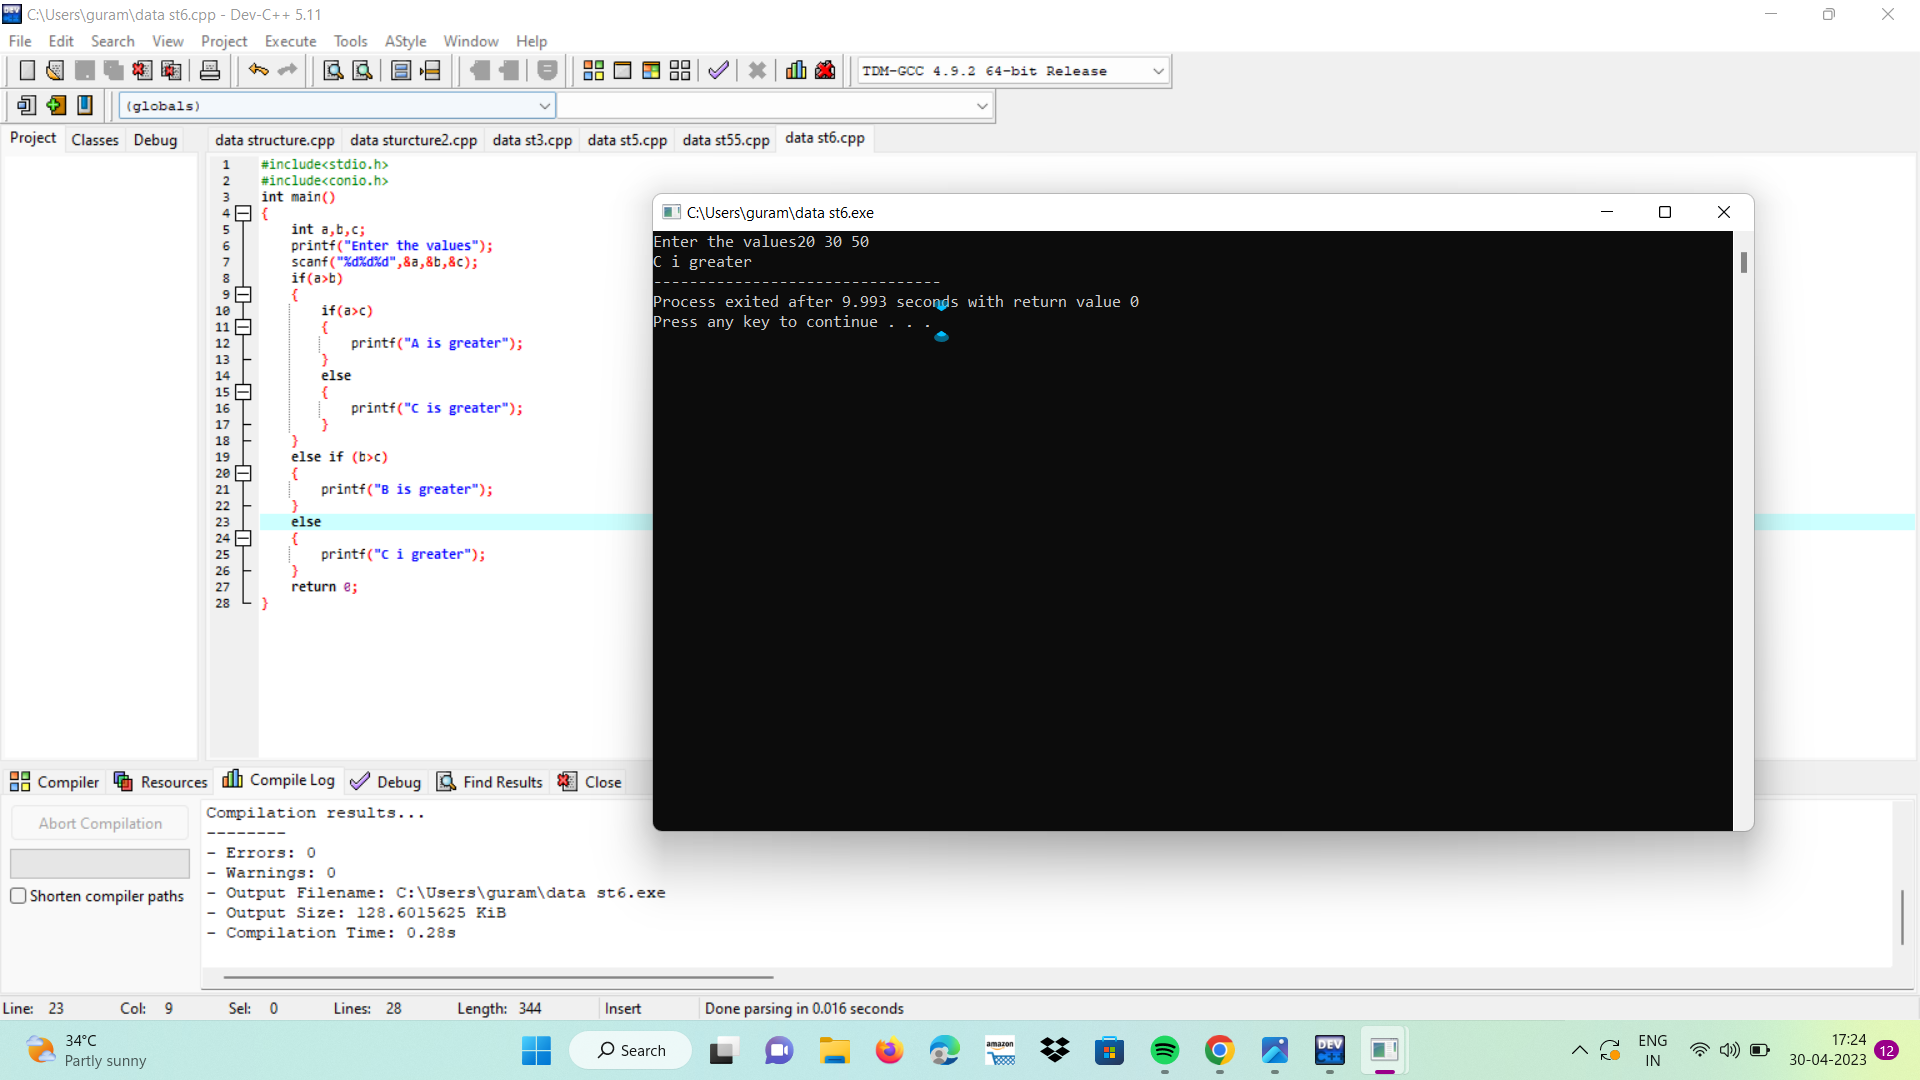 C:\Users\guram\data st6.cpp - Dev-C++ 5.11
File Edit Search View Project Execute Tools AStyle Window Help
TDM-GCC 4.9.2 64-bit Release
(globals)
Project Classes Debug
data structure.cpp data sturcture2.cpp data st3.cpp data st5.cpp data st55.cpp data st6.cpp
1 #include<stdio.h>
2 #include<conio.h>
3 int main()
4 {
5 int a,b,c;
6 printf("Enter the values");
7 scanf("%d%d%d",&a,&b,&c);
8 if(a>b)
9 {
10 if(a>c)
11 {
12 printf("A is greater");
13 }
14 else
15 {
16 printf("C is greater");
17 }
18 }
19 else if (b>c)
20 {
21 printf("B is greater");
22 }
23 else
24 {
25 printf("C i greater");
26 }
27 return 0;
28 }
C:\Users\guram\data st6.exe
Enter the values20 30 50
C i greater
--------------------------------
Process exited after 9.993 seconds with return value 0
Press any key to continue . . .
Compiler Resources Compile Log Debug Find Results Close
Abort Compilation
Shorten compiler paths
Compilation results...
--------
- Errors: 0
- Warnings: 0
- Output Filename: C:\Users\guram\data st6.exe
- Output Size: 128.6015625 KiB
- Compilation Time: 0.28s
Line: 23 Col: 9 Sel: 0 Lines: 28 Length: 344 Insert Done parsing in 0.016 seconds
34°C
Partly sunny
Search
amazon
DEV C++
ENG
IN
17:24
30-04-2023
12